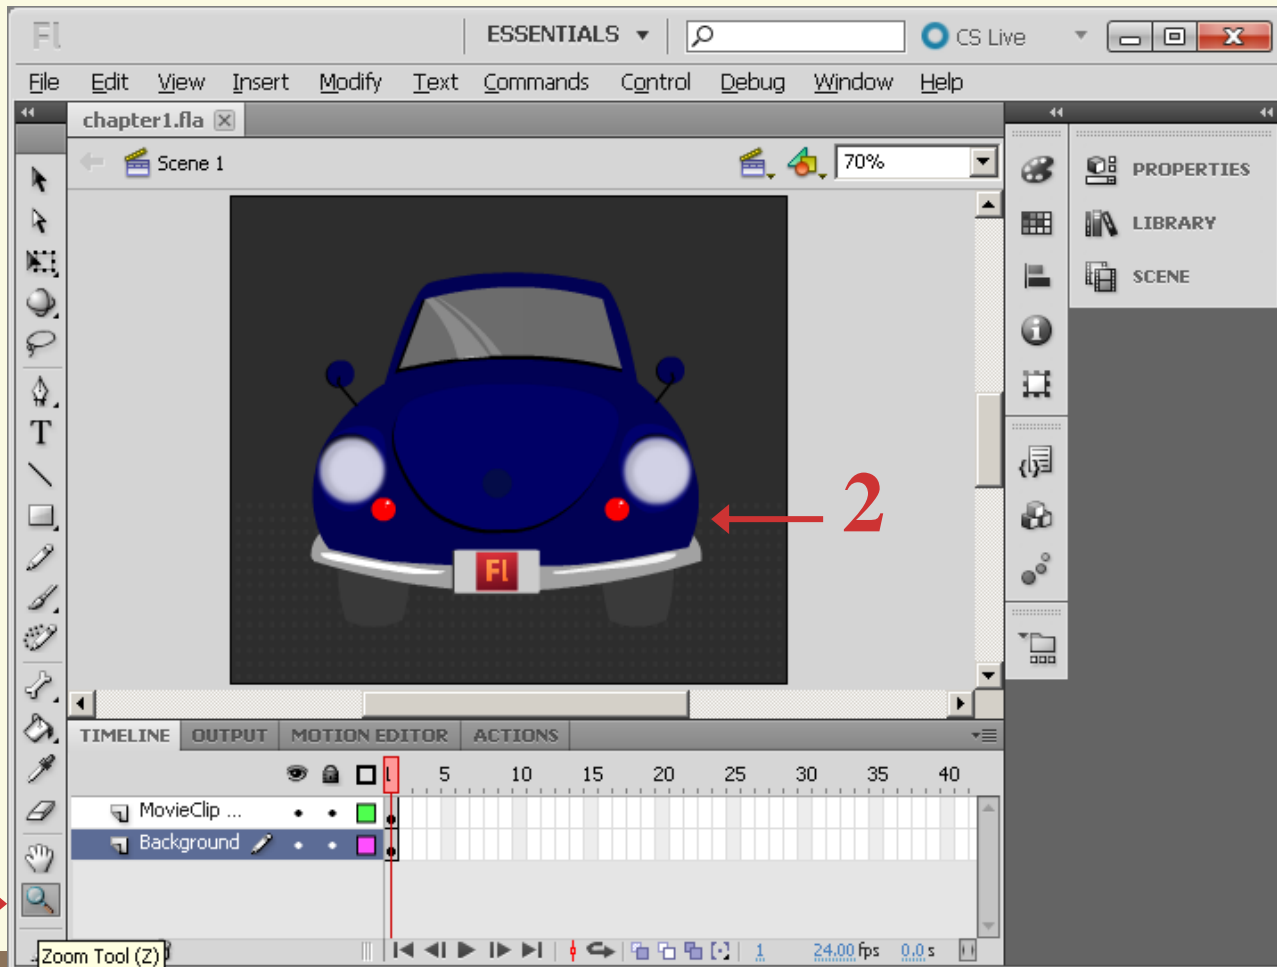 Fl ESSENTIALS CS Live
File Edit View Insert Modify Text Commands Control Debug Window Help
chapter1.fla
Scene 1 70%
PROPERTIES
LIBRARY
SCENE
T
2
Fl
TIMELINE OUTPUT MOTION EDITOR ACTIONS
1 5 10 15 20 25 30 35 40
MovieClip ...
Background
1 24.00 fps 0.0 s
Zoom Tool (Z)